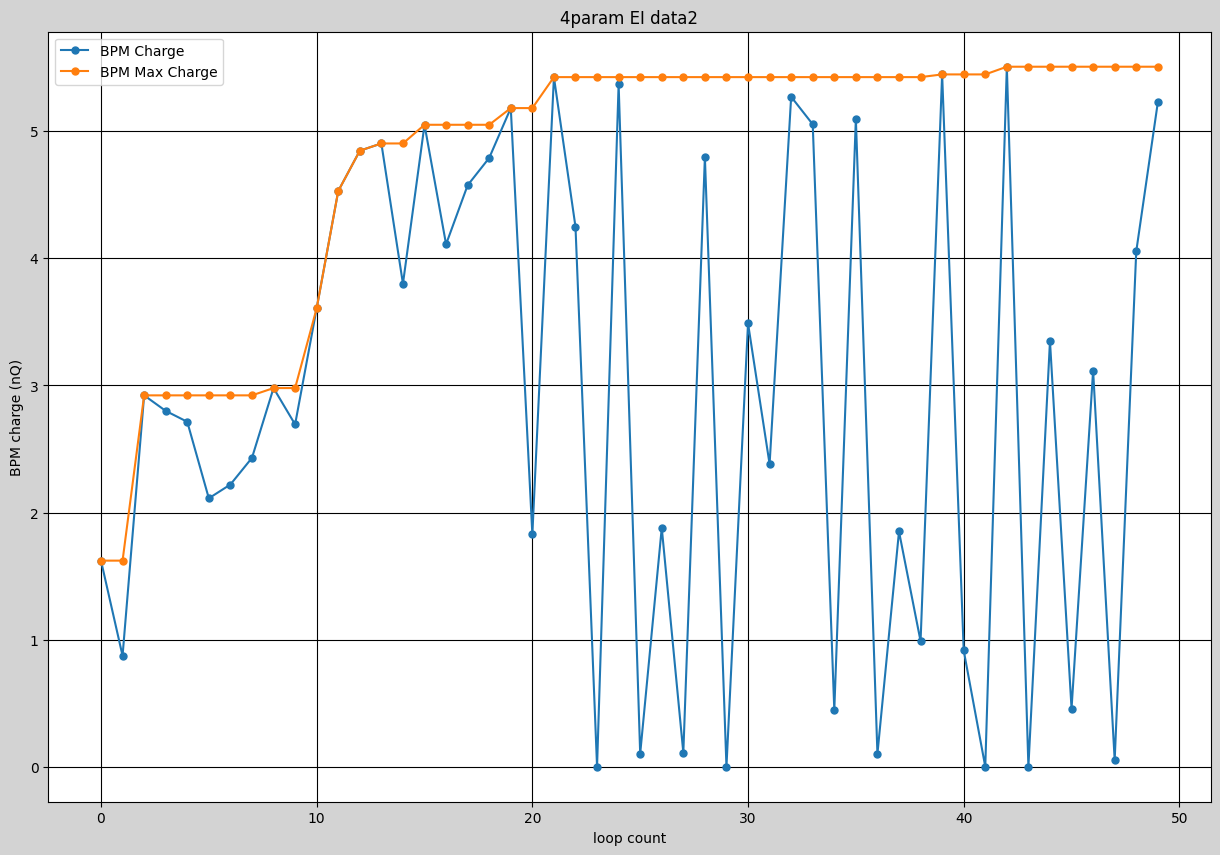 4param EI data2
BPM Charge
BPM Max Charge
5
4
3
2
1
0
BPM charge (nQ)
0 10 20 30 40 50
loop count